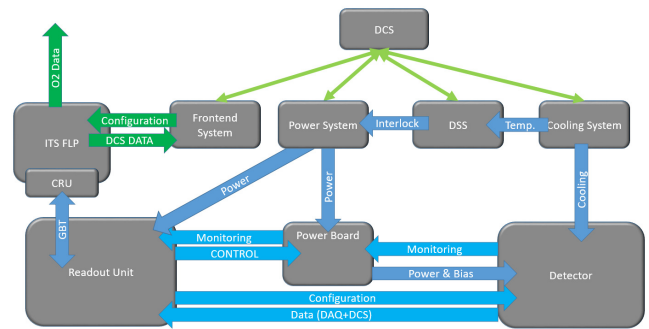 DCS
O2 Data
Configuration
Frontend
System
Power System
Interlock
DSS
Temp.
Cooling System
ITS FLP
DCS DATA
CRU
Power
Power
Cooling
GBT
Monitoring
Power Board
Monitoring
CONTROL
Readout Unit
Power & Bias
Detector
Configuration
Data (DAQ+DCS)